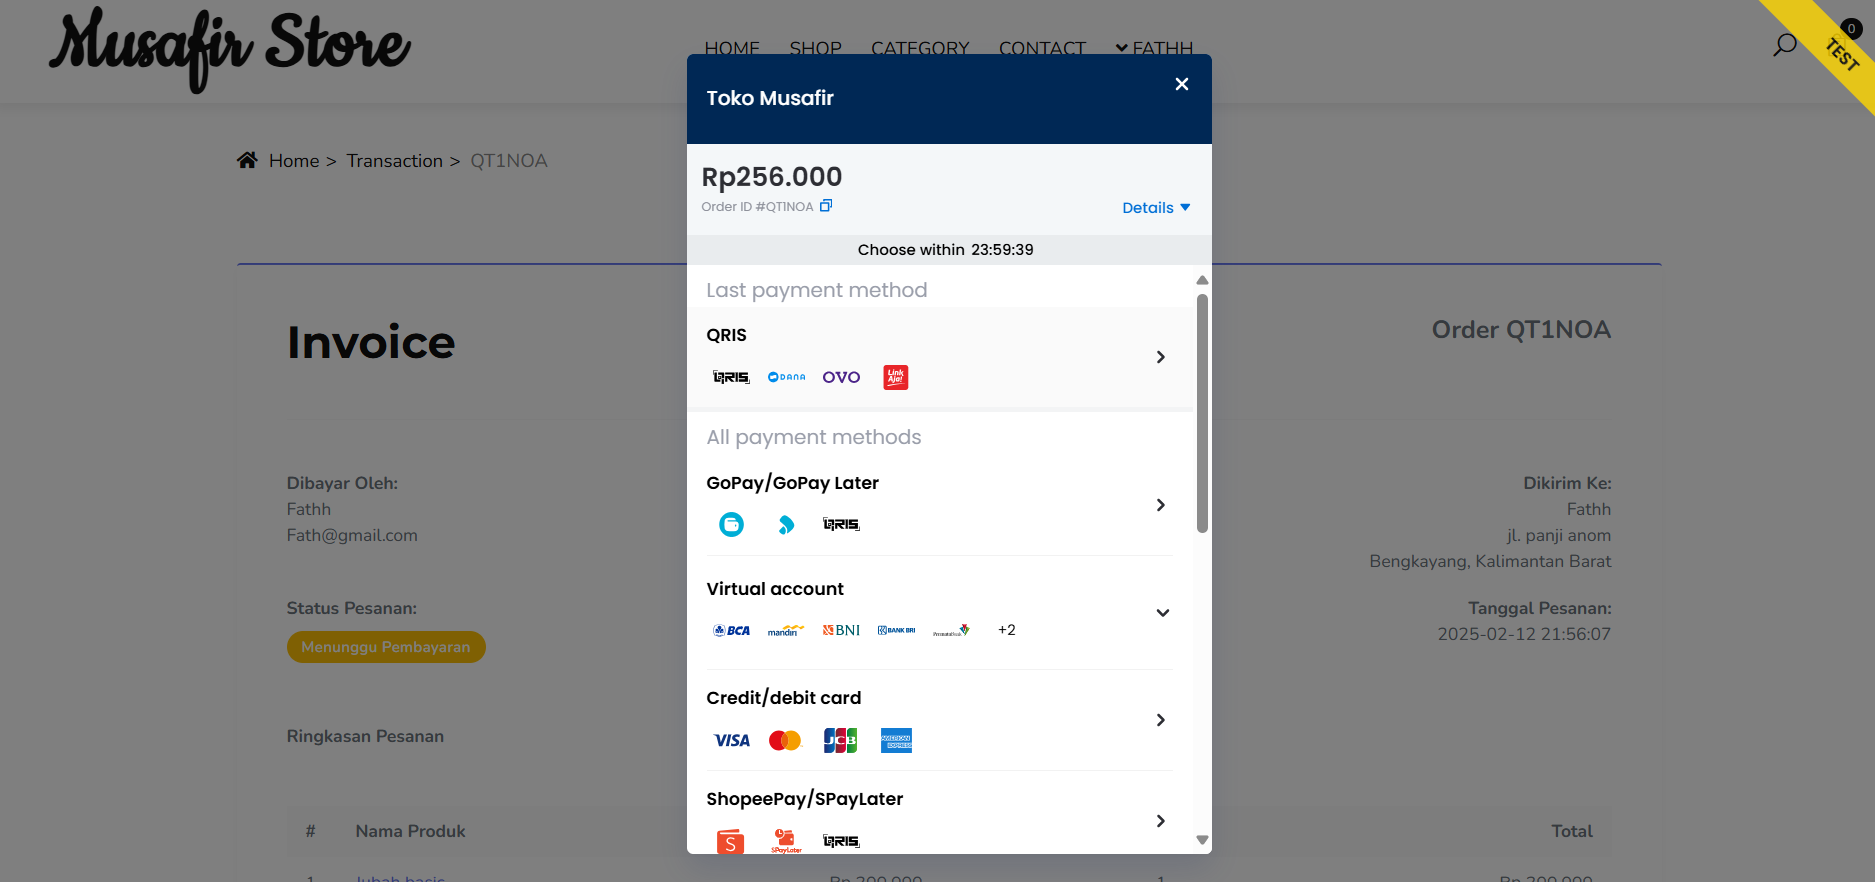 Musafir Store
HOME SHOP CATEGORY CONTACT FATHH
0
TEST
Home > Transaction > QT1NOA
Toko Musafir
Rp256.000
Order ID #QT1NOA
Details
Choose within 23:59:39
Last payment method
QRIS
QRIS DANA OVO Link Aja!
All payment methods
GoPay/GoPay Later
QRIS
Virtual account
BCA mandiri BNI BANK BRI PermataBank +2
Credit/debit card
VISA JCB AMERICAN EXPRESS
ShopeePay/SPayLater
S SPayLater QRIS
Invoice
Order QT1NOA
Dibayar Oleh:
Fathh
Fath@gmail.com
Dikirim Ke:
Fathh
jl. panji anom
Bengkayang, Kalimantan Barat
Status Pesanan:
Menunggu Pembayaran
Tanggal Pesanan:
2025-02-12 21:56:07
Ringkasan Pesanan
# Nama Produk Total
1 Jubah basic Rp 200.000 1 Rp 200.000